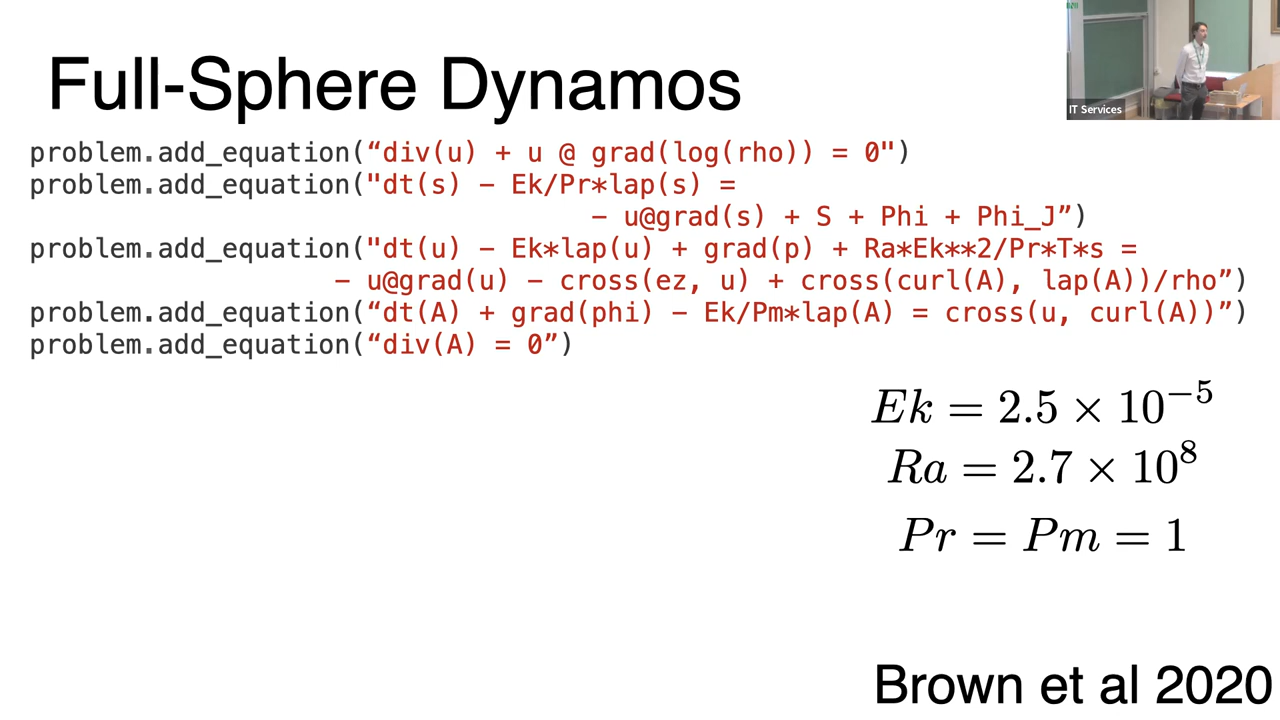 Full-Sphere Dynamos
IT Services
problem.add_equation(“div(u) + u @ grad(log(rho)) = 0")
problem.add_equation("dt(s) − Ek/Pr*lap(s) =
− u@grad(s) + S + Phi + Phi_J”)
problem.add_equation("dt(u) − Ek*lap(u) + grad(p) + Ra*Ek**2/Pr*T*s =
− u@grad(u) − cross(ez, u) + cross(curl(A), lap(A))/rho”)
problem.add_equation(“dt(A) + grad(phi) − Ek/Pm*lap(A) = cross(u, curl(A))”)
problem.add_equation(“div(A) = 0”)
Ek = 2.5 × 10⁻⁵
Ra = 2.7 × 10⁸
Pr = Pm = 1
Brown et al 2020